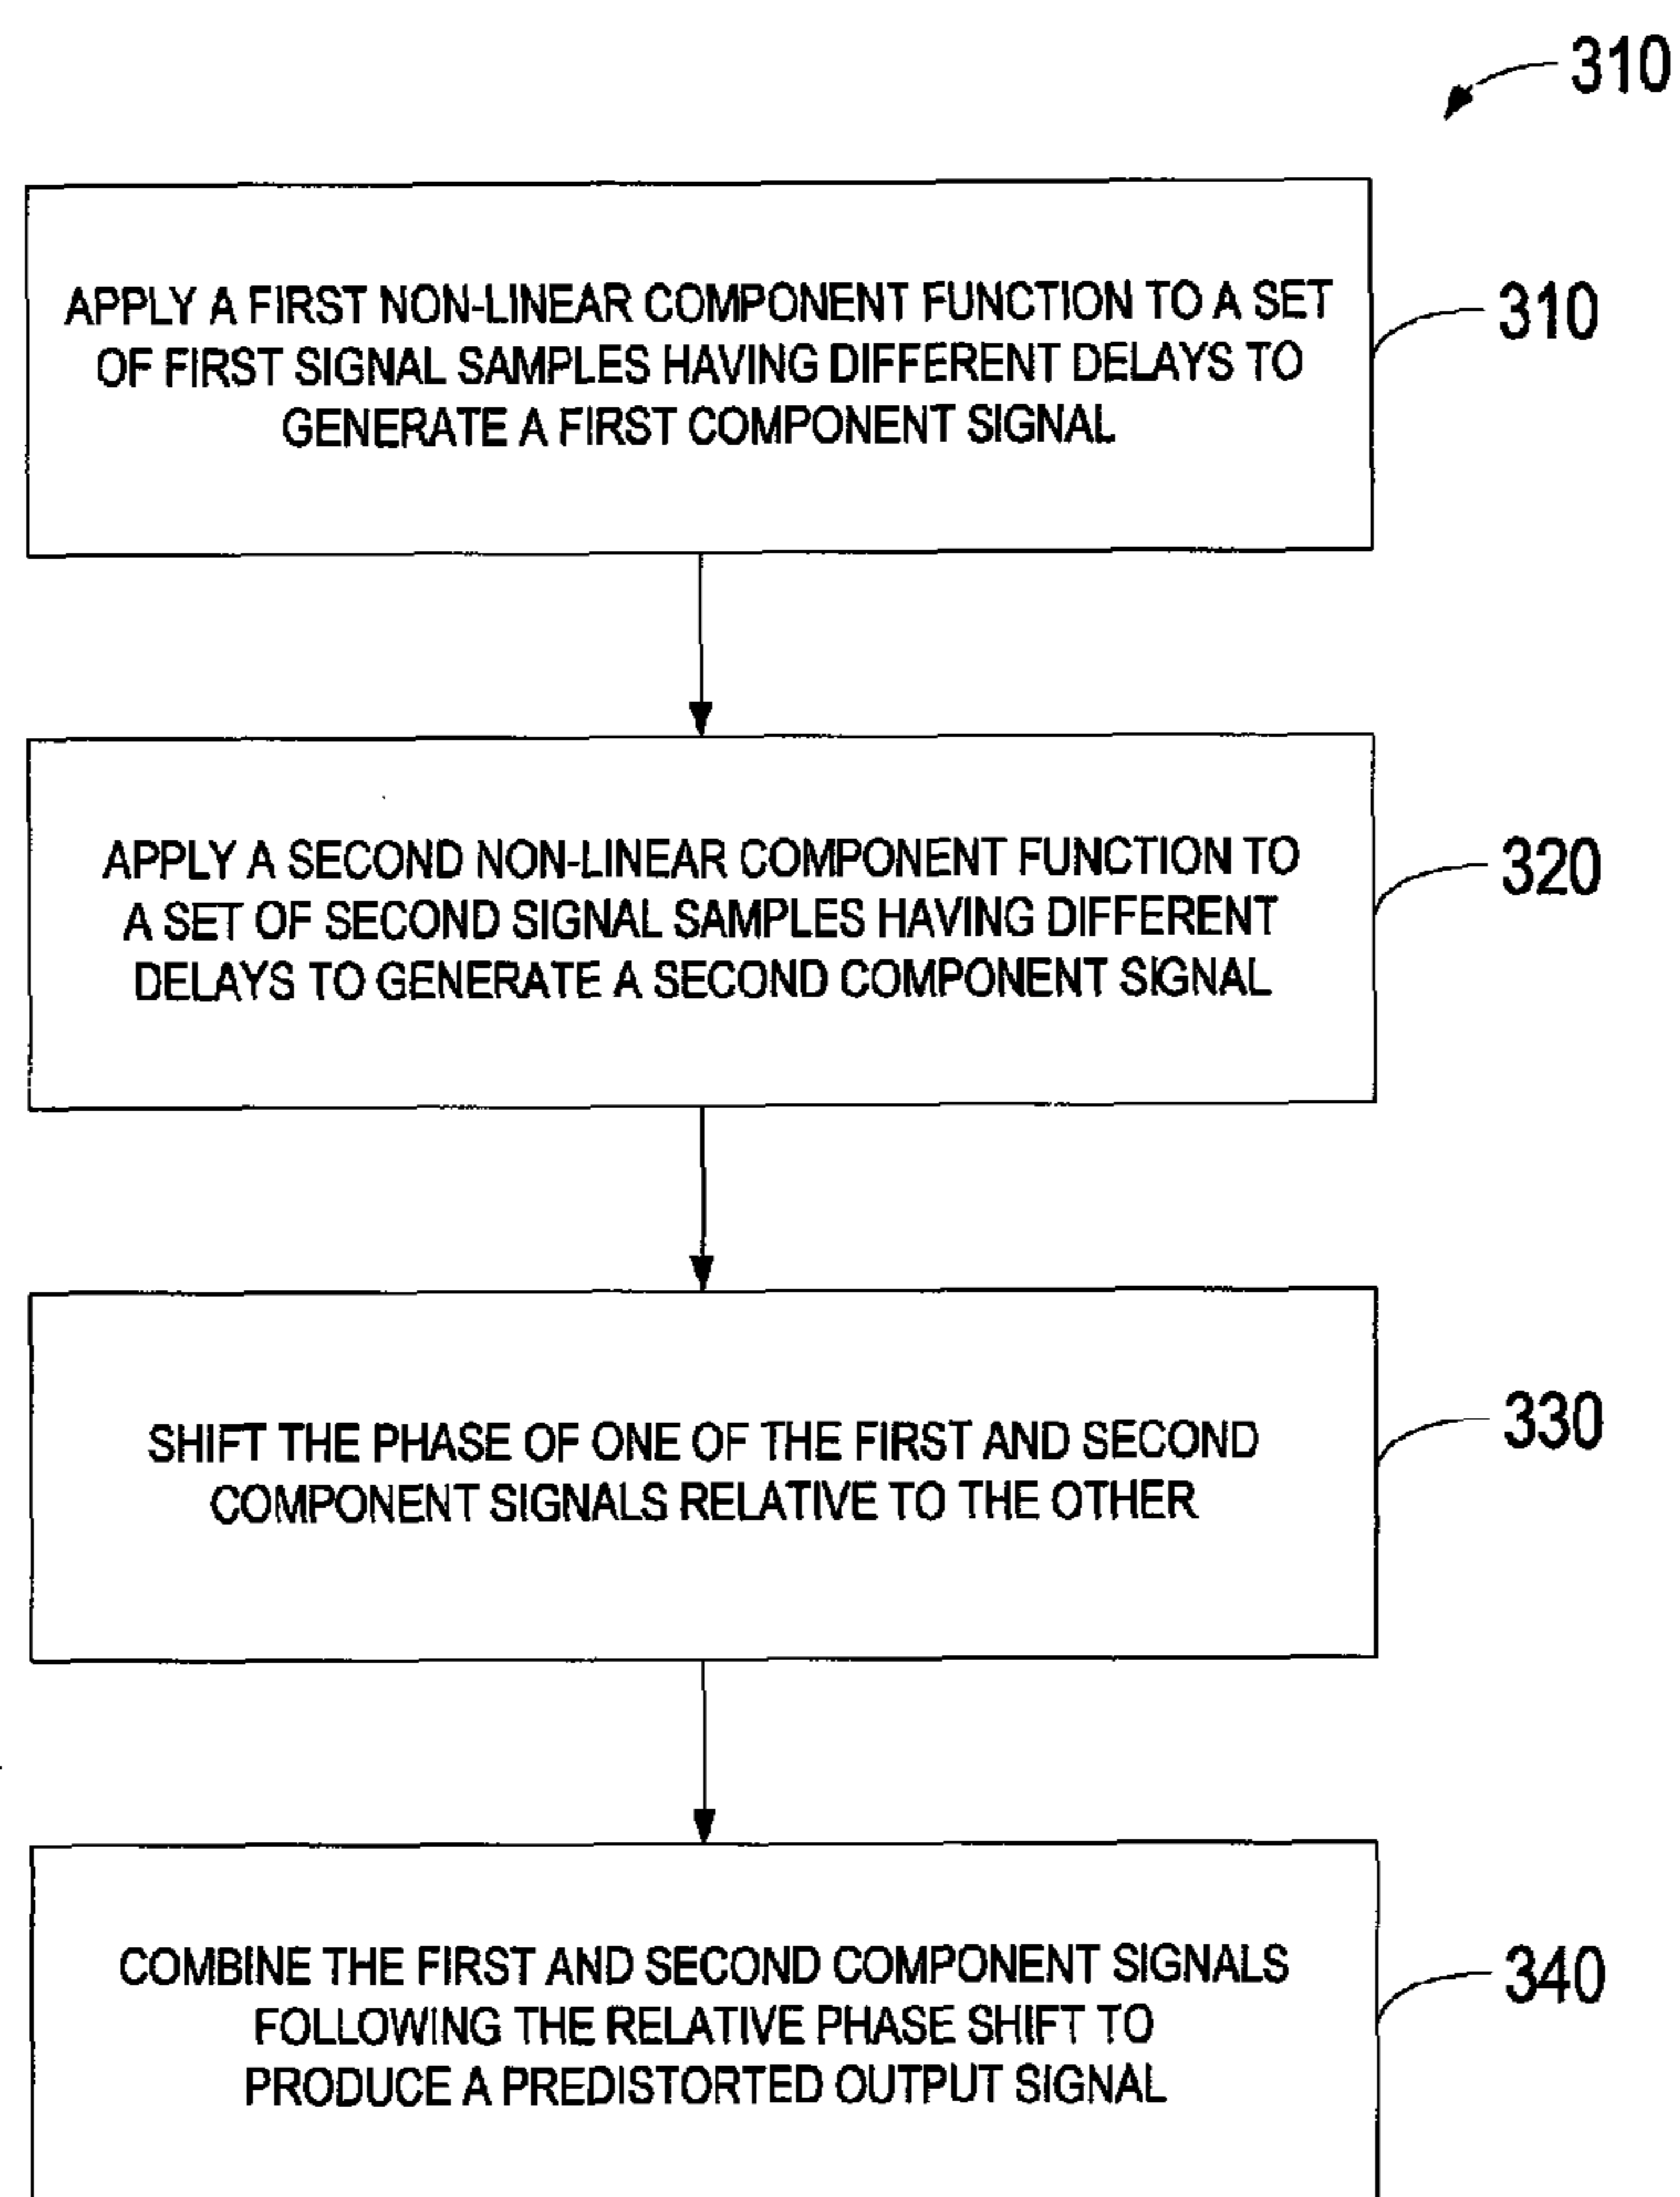 310
APPLY A FIRST NON-LINEAR COMPONENT FUNCTION TO A SET
OF FIRST SIGNAL SAMPLES HAVING DIFFERENT DELAYS TO
GENERATE A FIRST COMPONENT SIGNAL
310
APPLY A SECOND NON-LINEAR COMPONENT FUNCTION TO
A SET OF SECOND SIGNAL SAMPLES HAVING DIFFERENT
DELAYS TO GENERATE A SECOND COMPONENT SIGNAL
320
SHIFT THE PHASE OF ONE OF THE FIRST AND SECOND
COMPONENT SIGNALS RELATIVE TO THE OTHER
330
COMBINE THE FIRST AND SECOND COMPONENT SIGNALS
FOLLOWING THE RELATIVE PHASE SHIFT TO
PRODUCE A PREDISTORTED OUTPUT SIGNAL
340